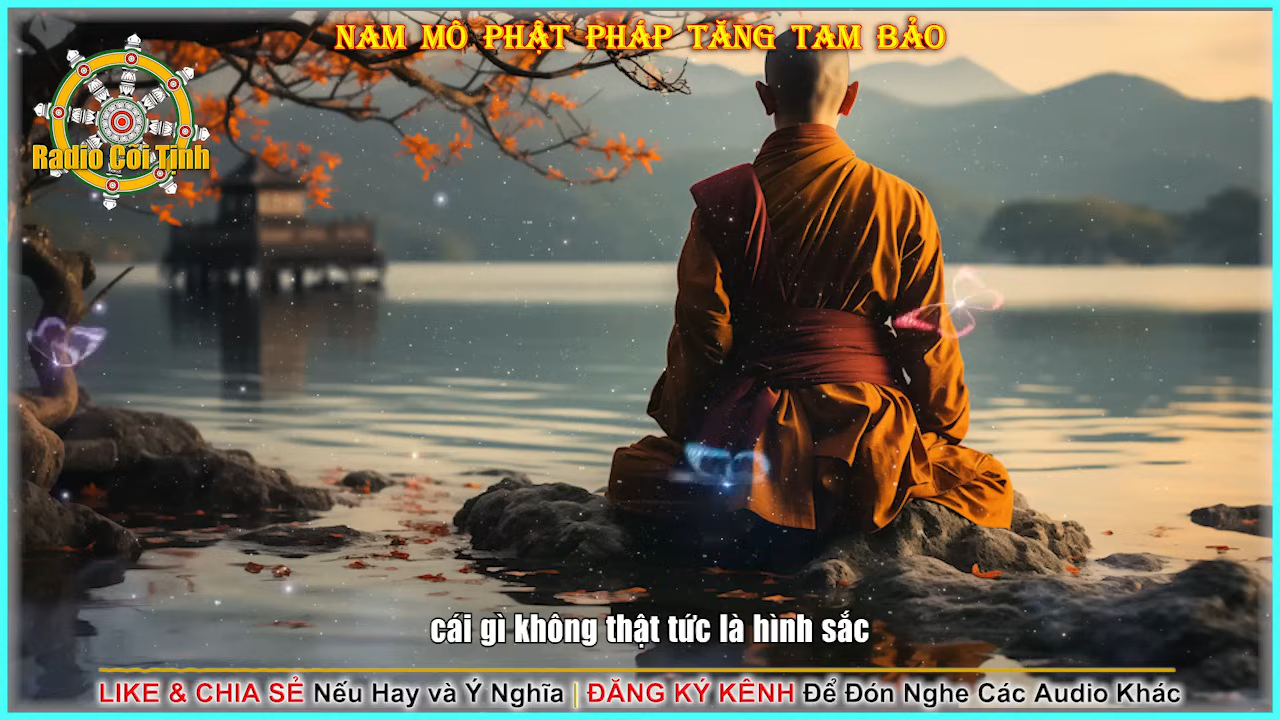 NAM MÔ PHẬT PHÁP TĂNG TAM BẢO
Radio Cõi Tịnh
cái gì không thật tức là hình sắc
LIKE & CHIA SẺ Nếu Hay và Ý Nghĩa | ĐĂNG KÝ KÊNH Để Đón Nghe Các Audio Khác